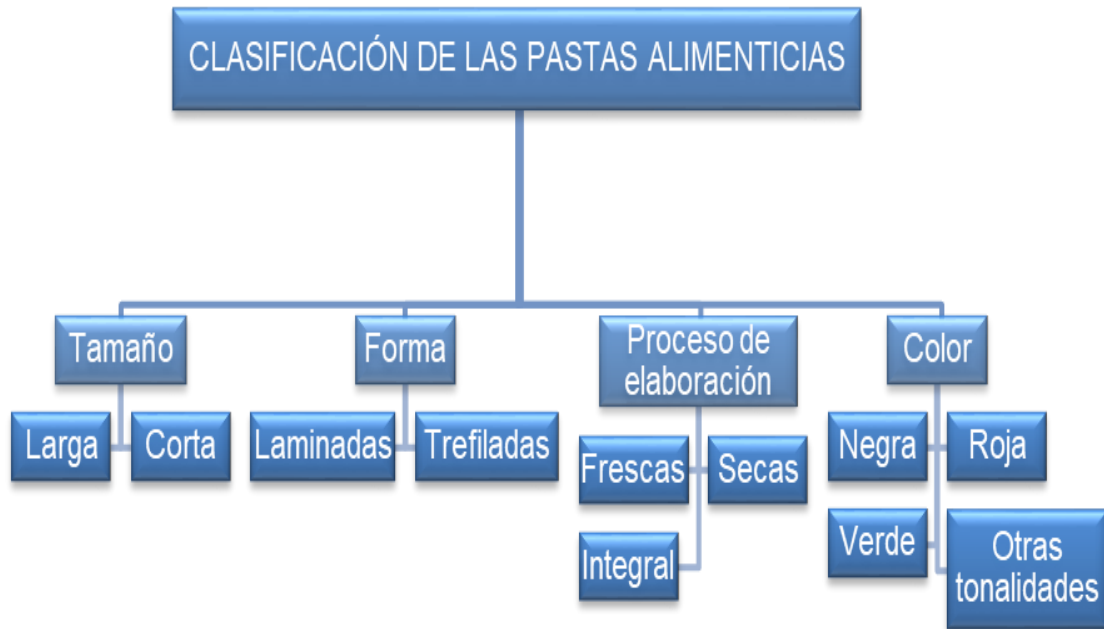 CLASIFICACIÓN DE LAS PASTAS ALIMENTICIAS
Tamaño
Larga
Corta
Forma
Laminadas
Trefiladas
Proceso de
elaboración
Frescas
Secas
Integral
Color
Negra
Roja
Verde
Otras
tonalidades